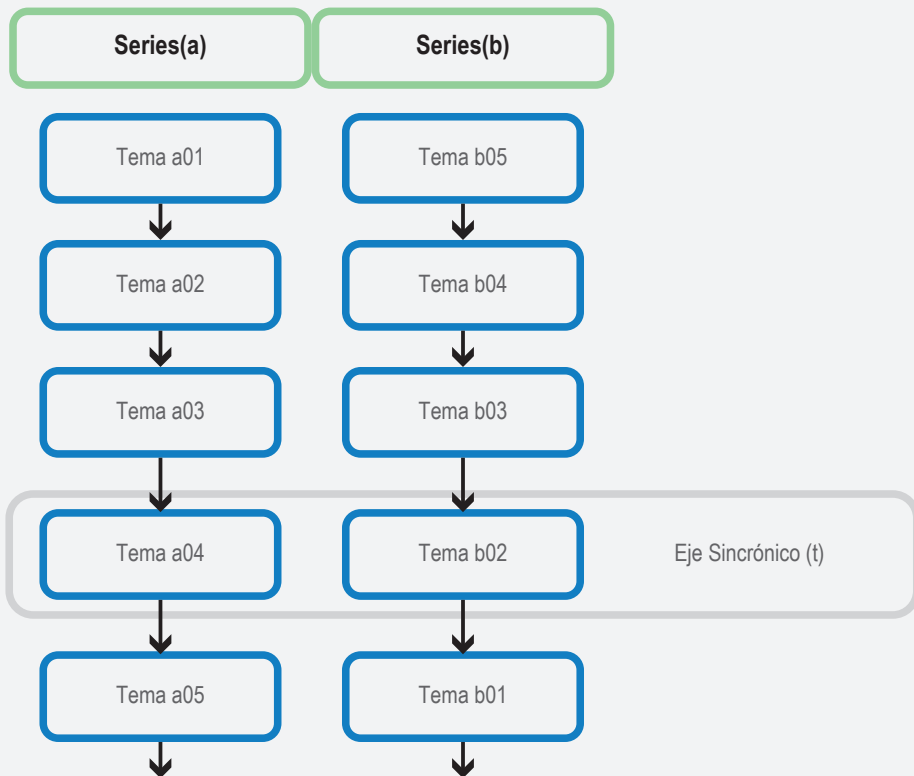 Series(a)
Series(b)
Tema a01
Tema b05
Tema a02
Tema b04
Tema a03
Tema b03
Tema a04
Tema b02
Eje Sincrónico (t)
Tema a05
Tema b01